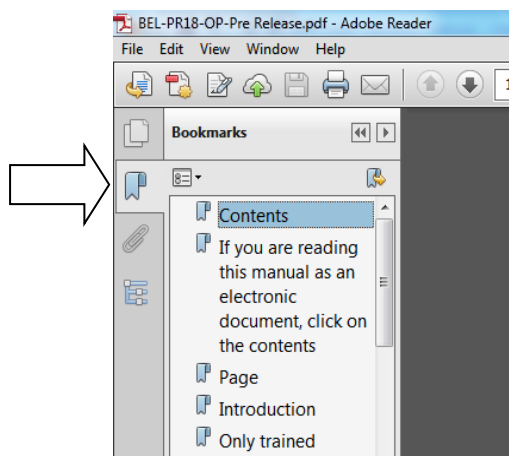 BEL-PR18-OP-Pre Release.pdf - Adobe Reader
File Edit View Window Help
1
Bookmarks
Contents
If you are reading
this manual as an
electronic
document, click on
the contents
Page
Introduction
Only trained